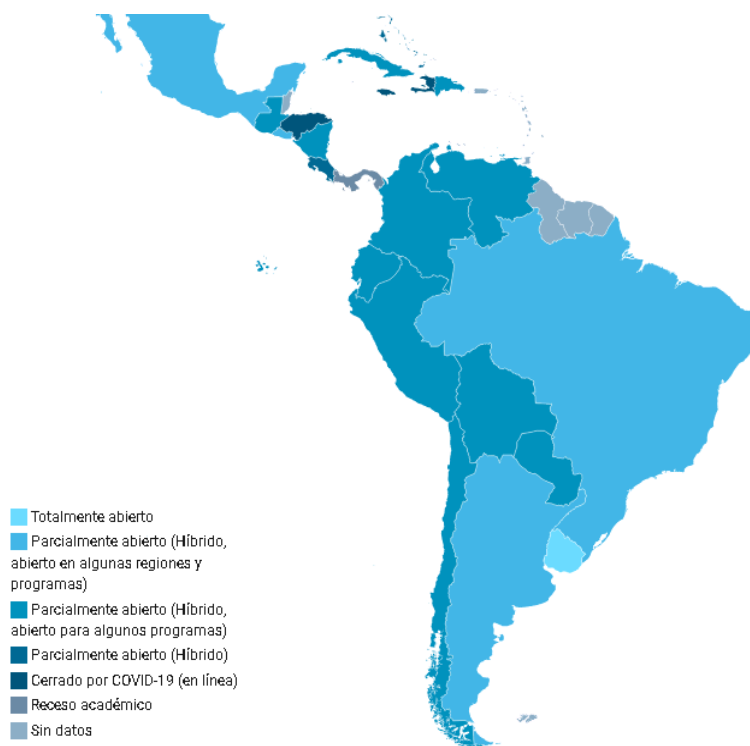 Totalmente abierto
Parcialmente abierto (Híbrido,
abierto en algunas regiones y
programas)
Parcialmente abierto (Híbrido,
abierto para algunos programas)
Parcialmente abierto (Híbrido)
Cerrado por COVID-19 (en línea)
Receso académico
Sin datos